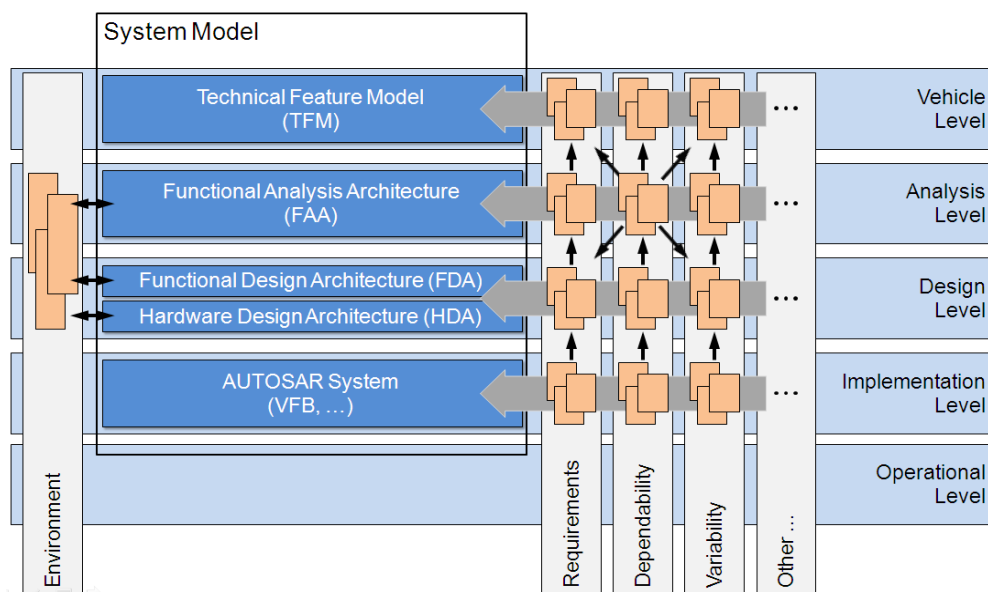 System Model
Technical Feature Model
(TFM)
Vehicle
Level
Functional Analysis Architecture
(FAA)
Analysis
Level
Functional Design Architecture (FDA)
Hardware Design Architecture (HDA)
Design
Level
AUTOSAR System
(VFB, …)
Implementation
Level
Operational
Level
Environment
Requirements
Dependability
Variability
Other …
...
...
...
...